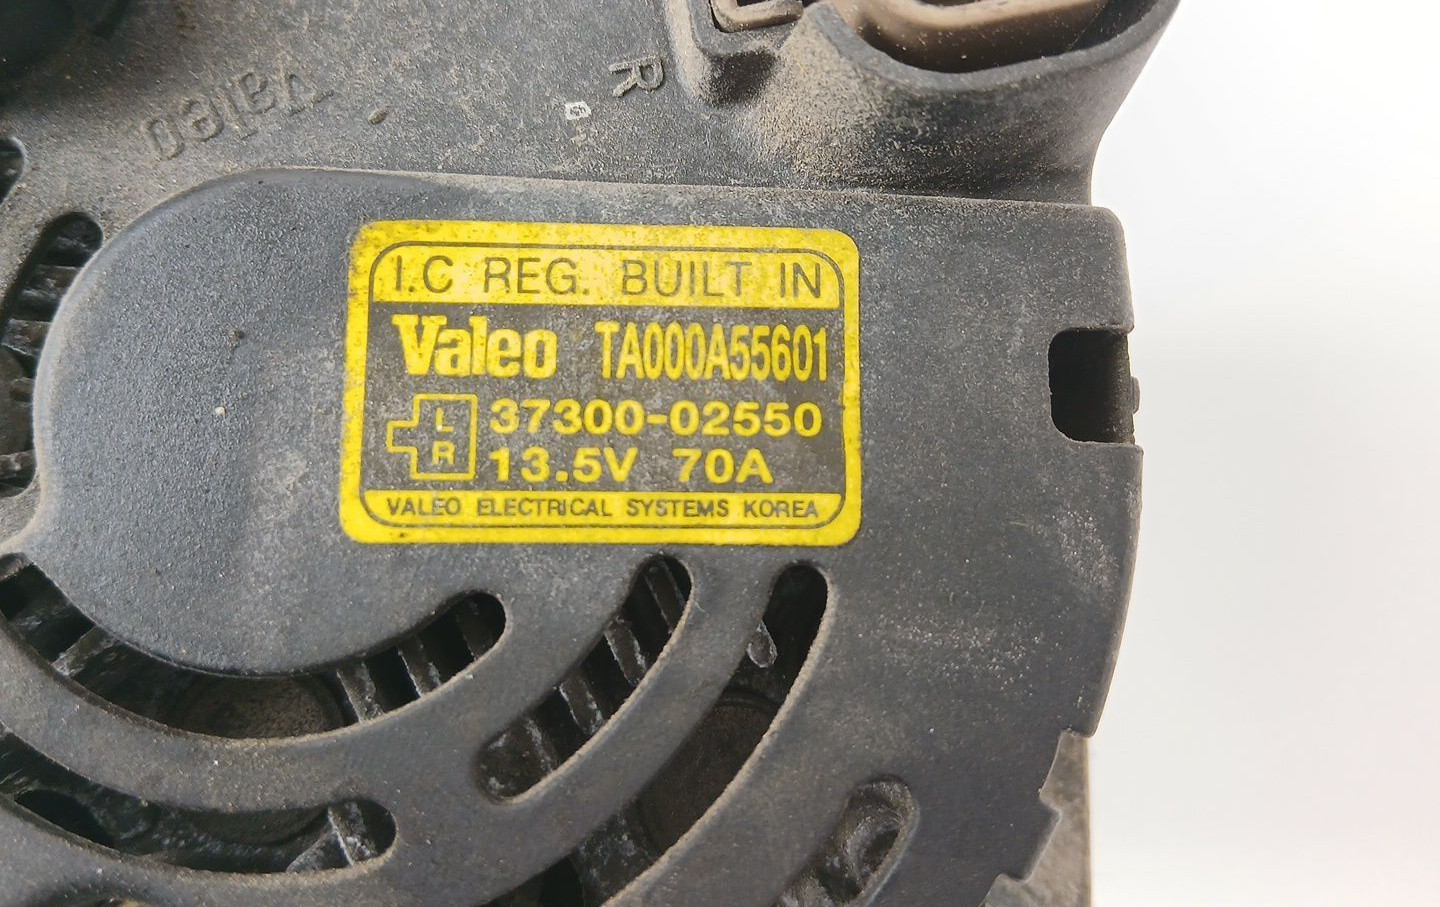 R
Valeo
I.C REG. BUILT IN
Valeo TA000A55601
L 37300-02550
R 13.5V 70A
VALEO ELECTRICAL SYSTEMS KOREA